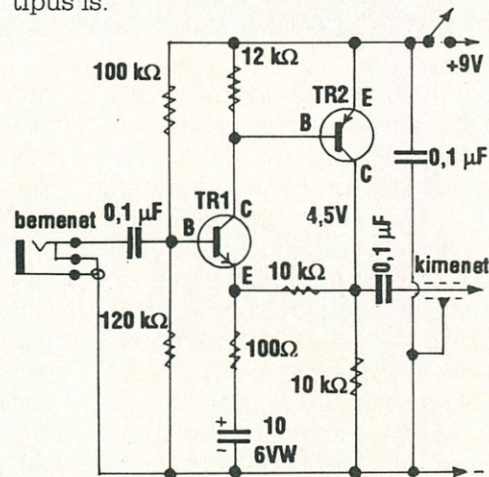 típus is.
100 kΩ
12 kΩ
+9V
TR2
E
B
C
0,1 µF
TR1
bemenet
0,1 µF
B
C
4,5V
0,1 µF
kimenet
E
10 kΩ
120 kΩ
100Ω
10 kΩ
+
10
-
6VW
-